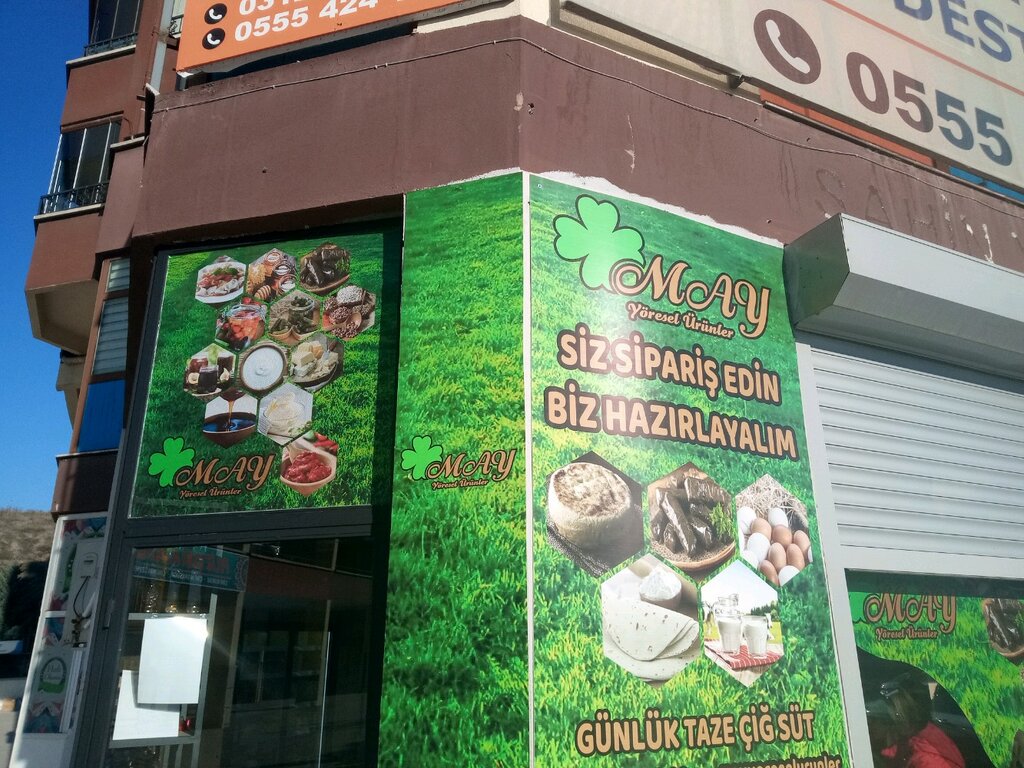 0555 424
DEST
0555
MAY
Yöresel Ürünler
SİZ SİPARİŞ EDİN
BİZ HAZIRLAYALIM
MAY
Yöresel Ürünler
MAY
Yöresel Ürünler
GÜNLÜK TAZE ÇİĞ SÜT
MAY
Yöresel Ürünler